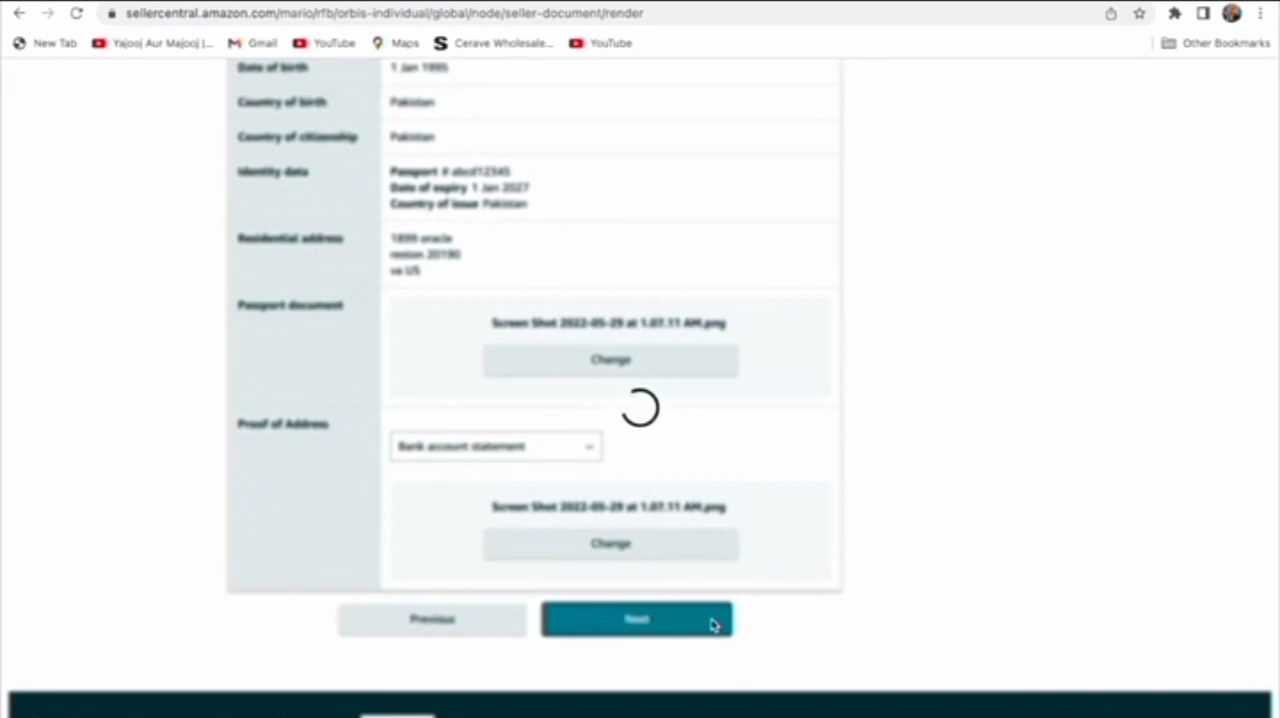 sellercentral.amazon.com/mario/rfb/orbis-individual/global/node/seller-document/render
New Tab Yajooj Aur Majooj |... Gmail YouTube Maps Cerave Wholesale... YouTube Other Bookmarks
Date of birth 1 Jan 1995
Country of birth Pakistan
Country of citizenship Pakistan
Identity data Passport # abcd12345
Date of expiry 1 Jan 2027
Country of issue Pakistan
Residential address 1899 oracle
reston 20190
va US
Passport document
Screen Shot 2022-05-29 at 1.07.11 AM.png
Change
Proof of Address
Bank account statement
Screen Shot 2022-05-29 at 1.07.11 AM.png
Change
Previous Next